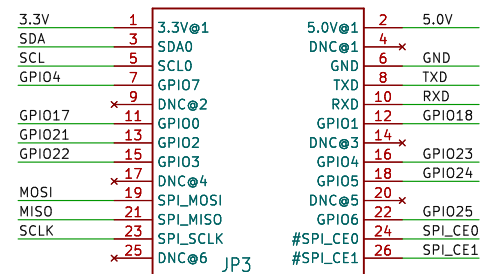 3.3V 1 3.3V@1 5.0V@1 2 5.0V
SDA 3 SDA0 DNC@1 4
SCL 5 SCL0 GND 6 GND
GPIO4 7 GPIO7 TXD 8 TXD
9 DNC@2 RXD 10 RXD
GPIO17 11 GPIO0 GPIO1 12 GPIO18
GPIO21 13 GPIO2 DNC@3 14
GPIO22 15 GPIO3 GPIO4 16 GPIO23
17 DNC@4 GPIO5 18 GPIO24
MOSI 19 SPI_MOSI DNC@5 20
MISO 21 SPI_MISO GPIO6 22 GPIO25
SCLK 23 SPI_SCLK #SPI_CE0 24 SPI_CE0
25 DNC@6 #SPI_CE1 26 SPI_CE1
JP3